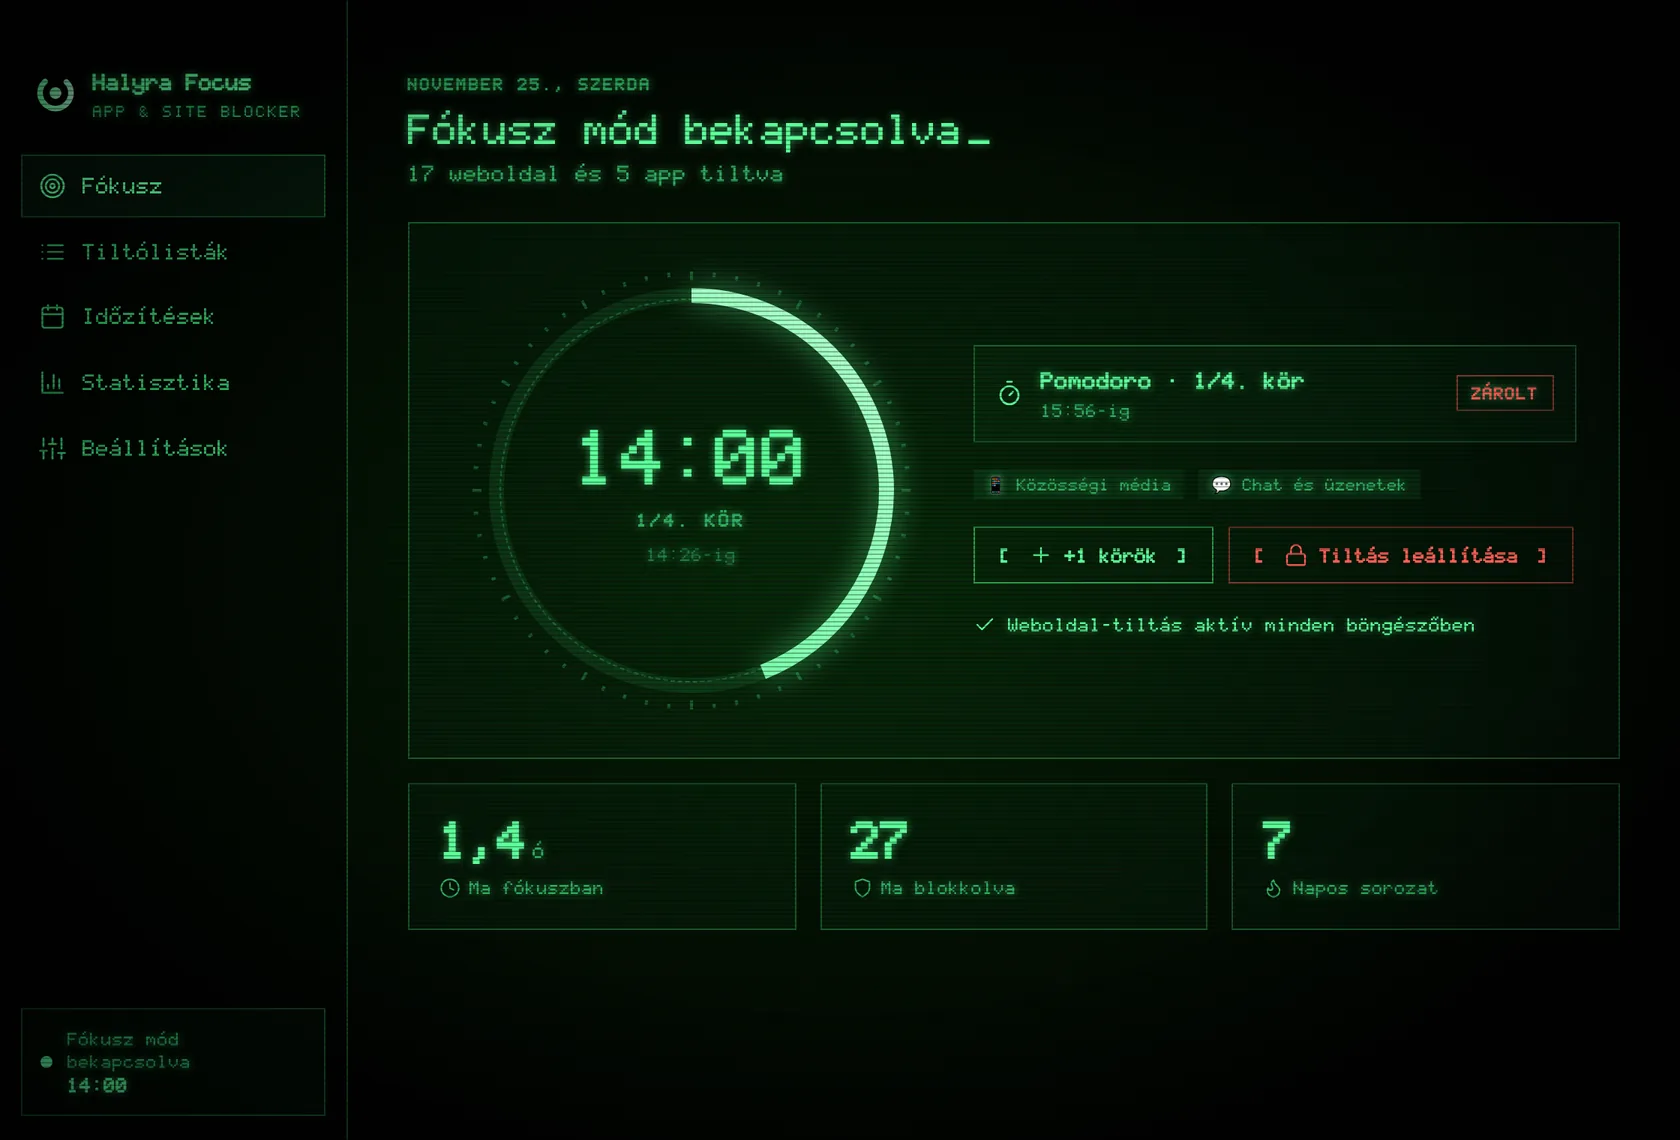 Halyra Focus
APP & SITE BLOCKER
Fókusz
Tiltólisták
Időzítések
Statisztika
Beállítások
Fókusz mód
bekapcsolva
14:00
NOVEMBER 25., SZERDA
Fókusz mód bekapcsolva_
17 weboldal és 5 app tiltva
14:00
1/4. KÖR
14:26-ig
Pomodoro · 1/4. kör
15:56-ig
ZÁROLT
Közösségi média
Chat és üzenetek
[ + +1 körök ]
[ Tiltás leállítása ]
Weboldal-tiltás aktív minden böngészőben
1,4 ó
Ma fókuszban
27
Ma blokkolva
7
Napos sorozat